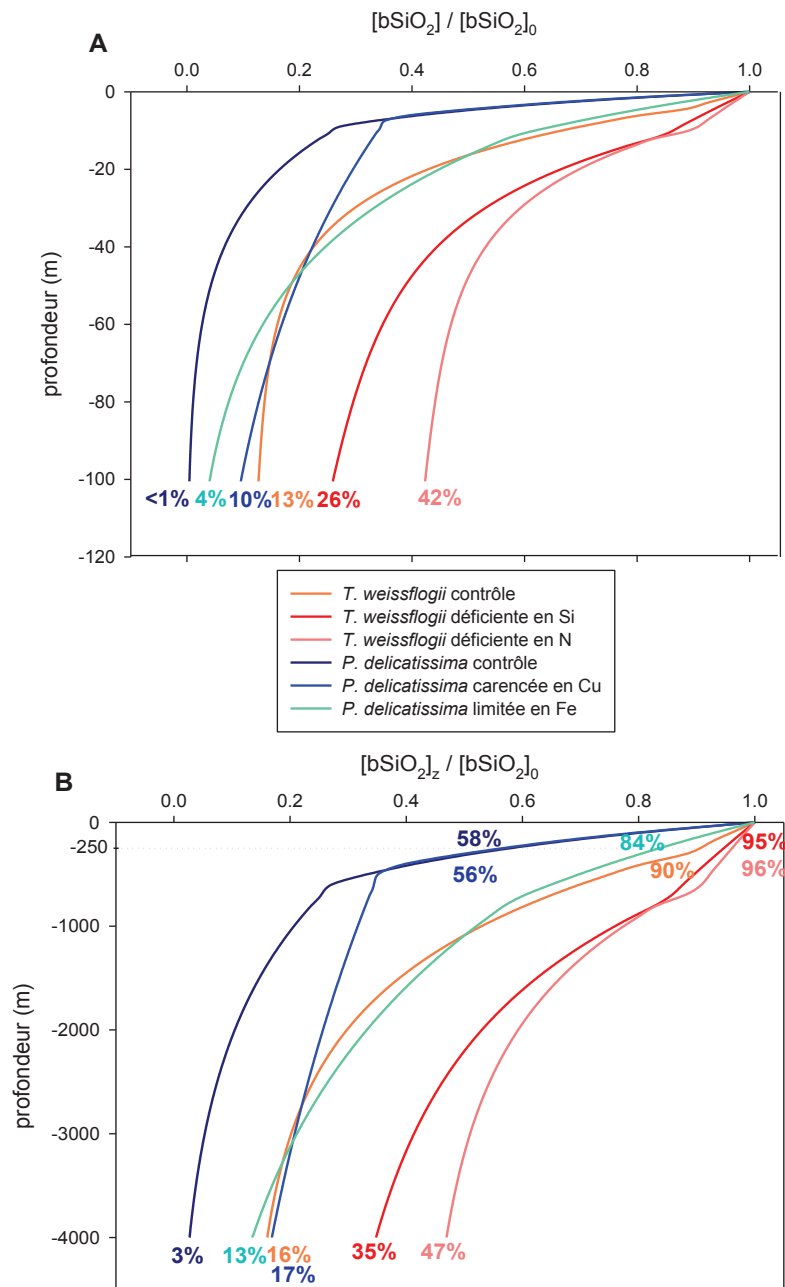 [bSiO₂] / [bSiO₂]₀
A
0.0 0.2 0.4 0.6 0.8 1.0
0
-20
-40
-60
-80
-100
-120
profondeur (m)
<1% 4% 10% 13% 26% 42%
T. weissflogii contrôle
T. weissflogii déficiente en Si
T. weissflogii déficiente en N
P. delicatissima contrôle
P. delicatissima carencée en Cu
P. delicatissima limitée en Fe
B
[bSiO₂]z / [bSiO₂]₀
0.0 0.2 0.4 0.6 0.8 1.0
0
-250
-1000
-2000
-3000
-4000
profondeur (m)
58% 84% 95%
56% 90% 96%
3% 13% 16% 35% 47%
17%